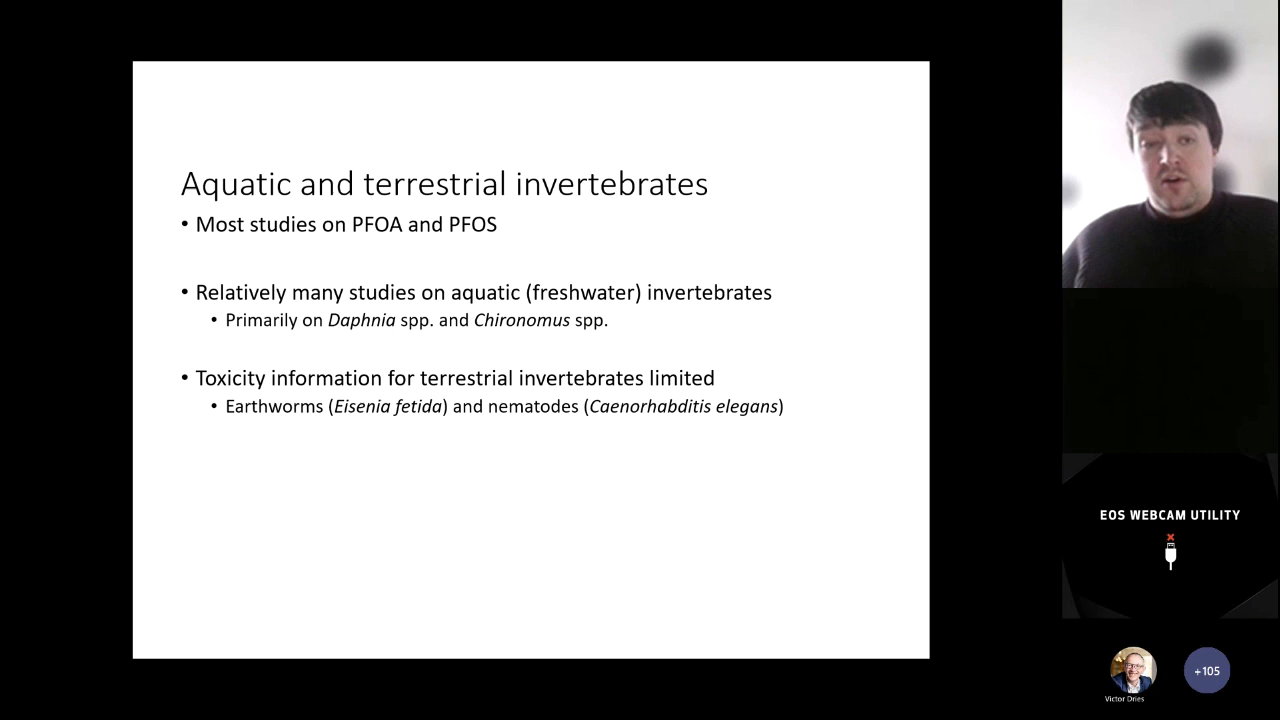 Aquatic and terrestrial invertebrates
• Most studies on PFOA and PFOS
• Relatively many studies on aquatic (freshwater) invertebrates
• Primarily on Daphnia spp. and Chironomus spp.
• Toxicity information for terrestrial invertebrates limited
• Earthworms (Eisenia fetida) and nematodes (Caenorhabditis elegans)
EOS WEBCAM UTILITY
+105
Victor Dries